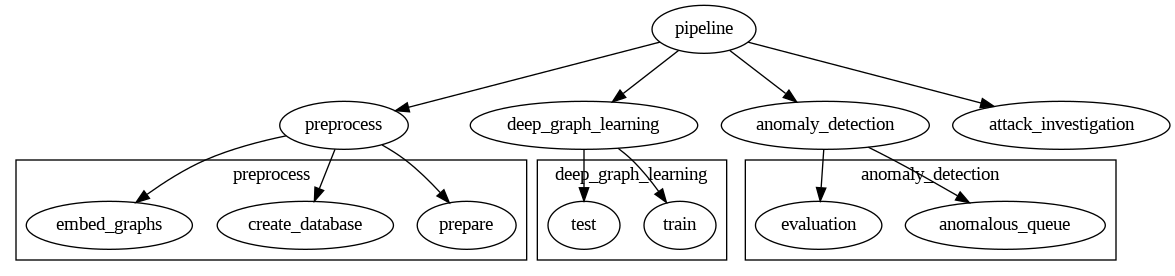 pipeline
preprocess
deep_graph_learning
anomaly_detection
attack_investigation
preprocess
deep_graph_learning
anomaly_detection
embed_graphs
create_database
prepare
test
train
evaluation
anomalous_queue